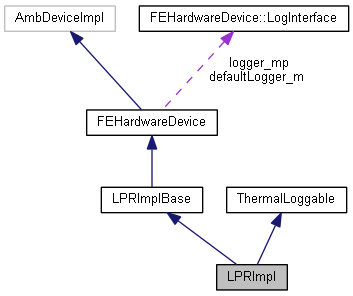 AmbDeviceImpl
FEHardwareDevice::LogInterface
logger_mp
defaultLogger_m
FEHardwareDevice
LPRImplBase
ThermalLoggable
LPRImpl